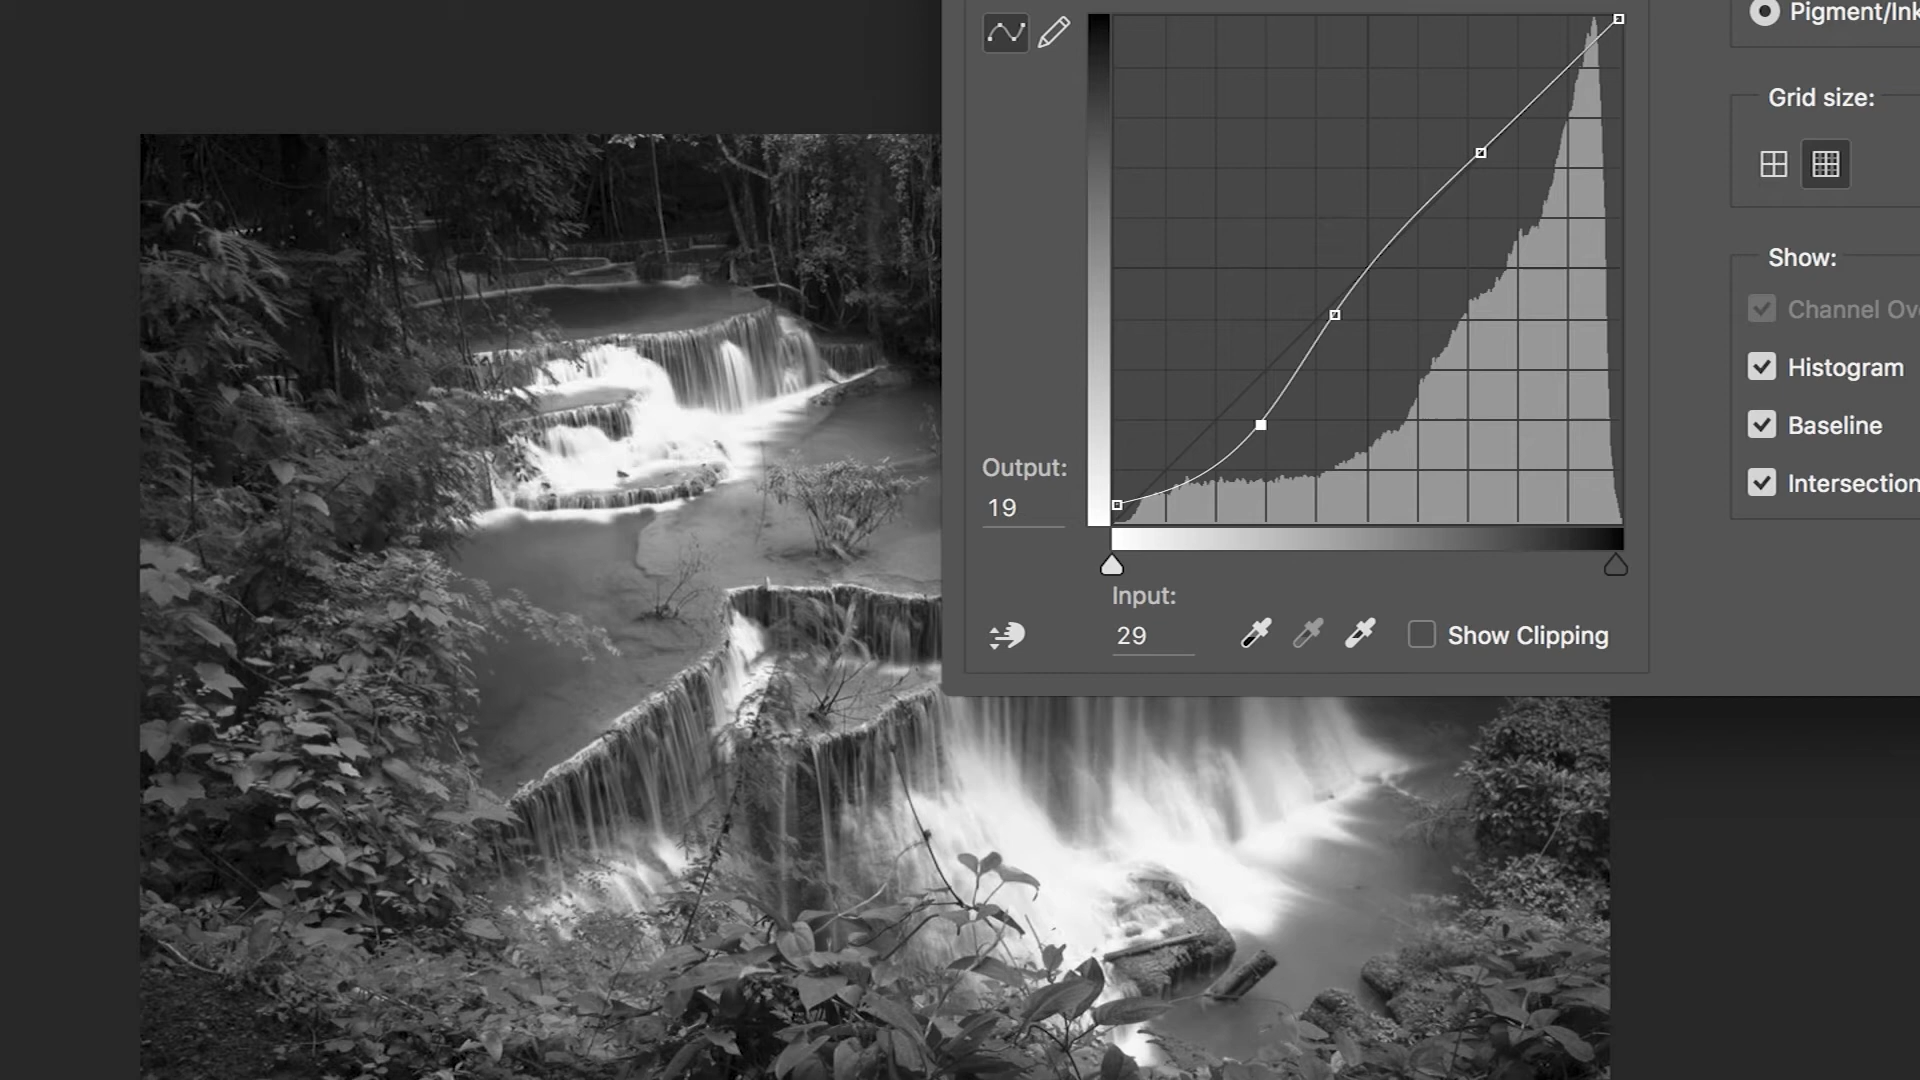 Pigment/Ink
Grid size:
Show:
Channel Ov
Histogram
Baseline
Intersection
Output:
19
Input:
29
Show Clipping